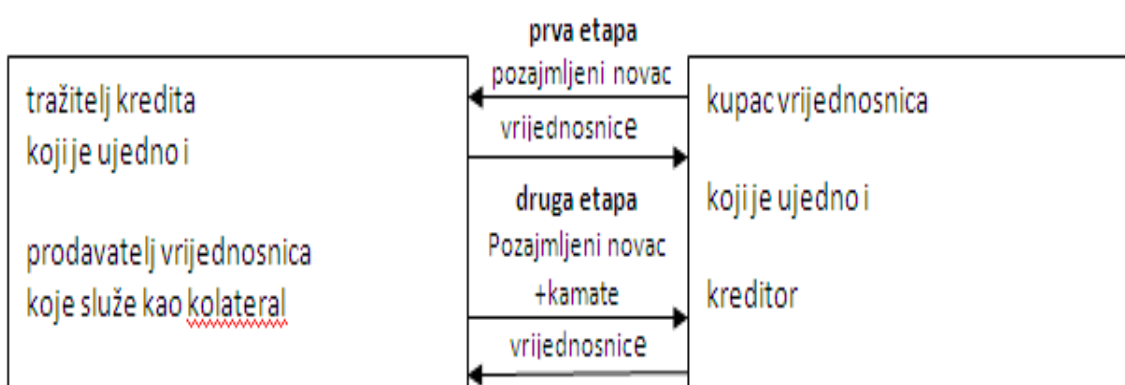 prva etapa
pozajmljeni novac
tražitelj kredita
koji je ujedno i
prodavatelj vrijednosnica
koje služe kao kolateral
vrijednosnice
druga etapa
Pozajmljeni novac
+kamate
vrijednosnice
kupac vrijednosnica
koji je ujedno i
kreditor